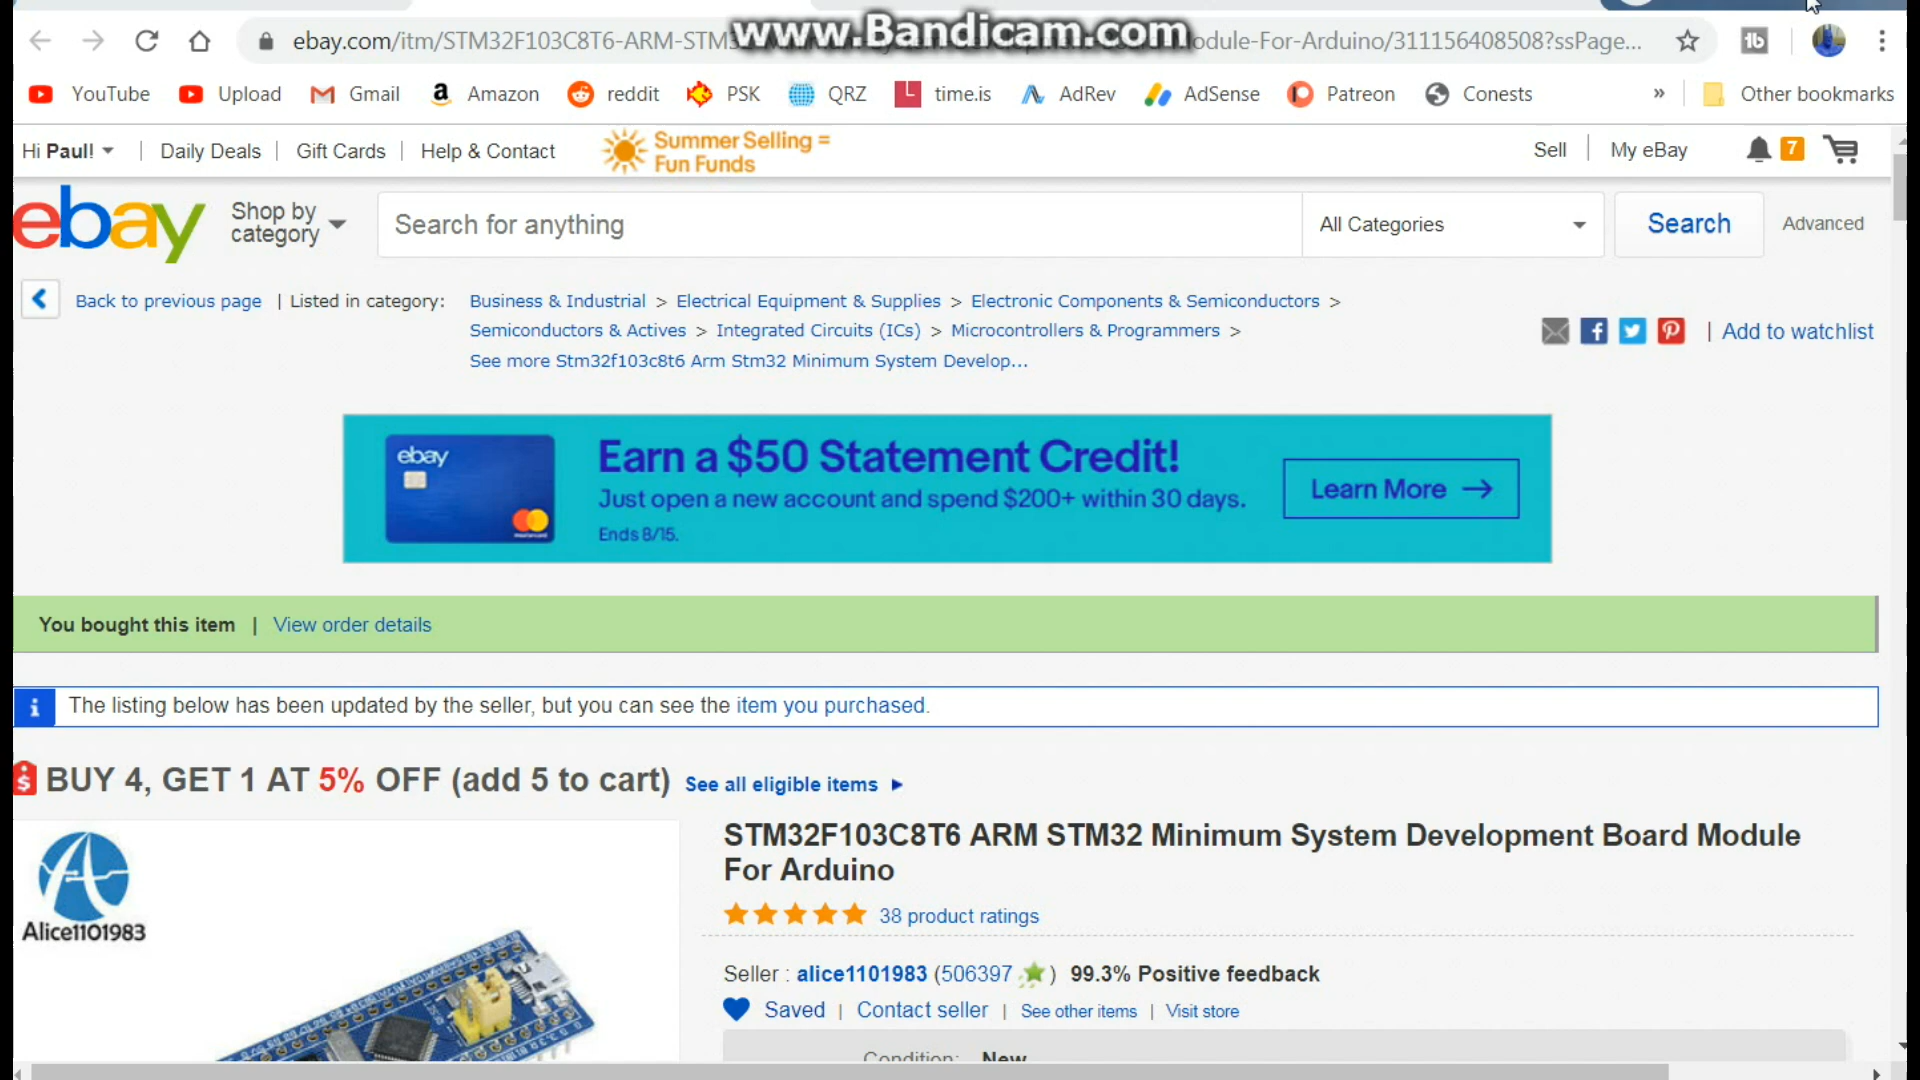 www.Bandicam.com
ebay.com/itm/STM32F103C8T6-ARM-STM3
odule-For-Arduino/311156408508?ssPage...
YouTube Upload Gmail Amazon reddit PSK QRZ time.is AdRev AdSense Patreon Conests » Other bookmarks
Hi Paul! | Daily Deals | Gift Cards | Help & Contact
Summer Selling =
Fun Funds
Sell My eBay 7
ebay
Shop by
category
Search for anything
All Categories
Search
Advanced
Back to previous page | Listed in category:
Business & Industrial > Electrical Equipment & Supplies > Electronic Components & Semiconductors >
Semiconductors & Actives > Integrated Circuits (ICs) > Microcontrollers & Programmers >
See more Stm32f103c8t6 Arm Stm32 Minimum System Develop...
| Add to watchlist
ebay
Earn a $50 Statement Credit!
Just open a new account and spend $200+ within 30 days.
Ends 8/15.
Learn More →
You bought this item | View order details
i The listing below has been updated by the seller, but you can see the item you purchased.
BUY 4, GET 1 AT 5% OFF (add 5 to cart) See all eligible items
Alice1101983
STM32F103C8T6 ARM STM32 Minimum System Development Board Module
For Arduino
38 product ratings
Seller : alice1101983 (506397 ) 99.3% Positive feedback
Saved | Contact seller | See other items | Visit store
Condition: New